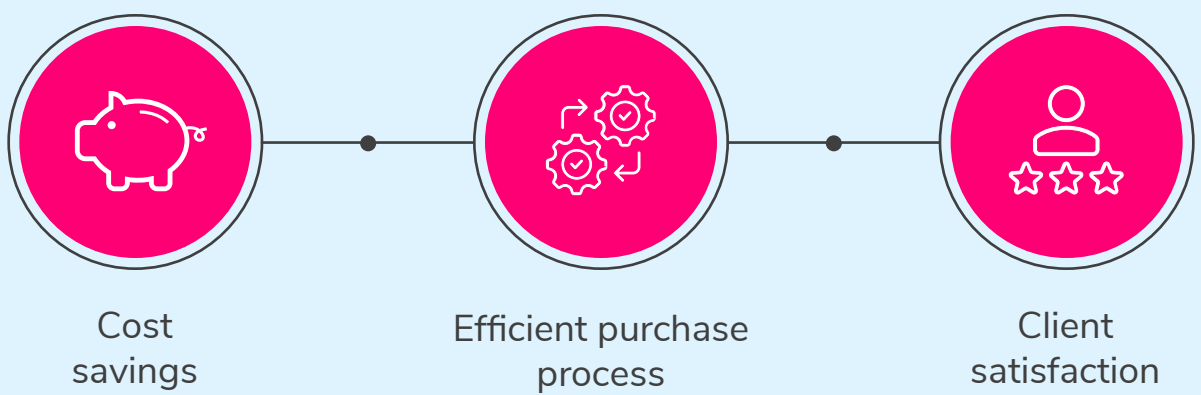 Cost
savings
Efficient purchase
process
Client
satisfaction